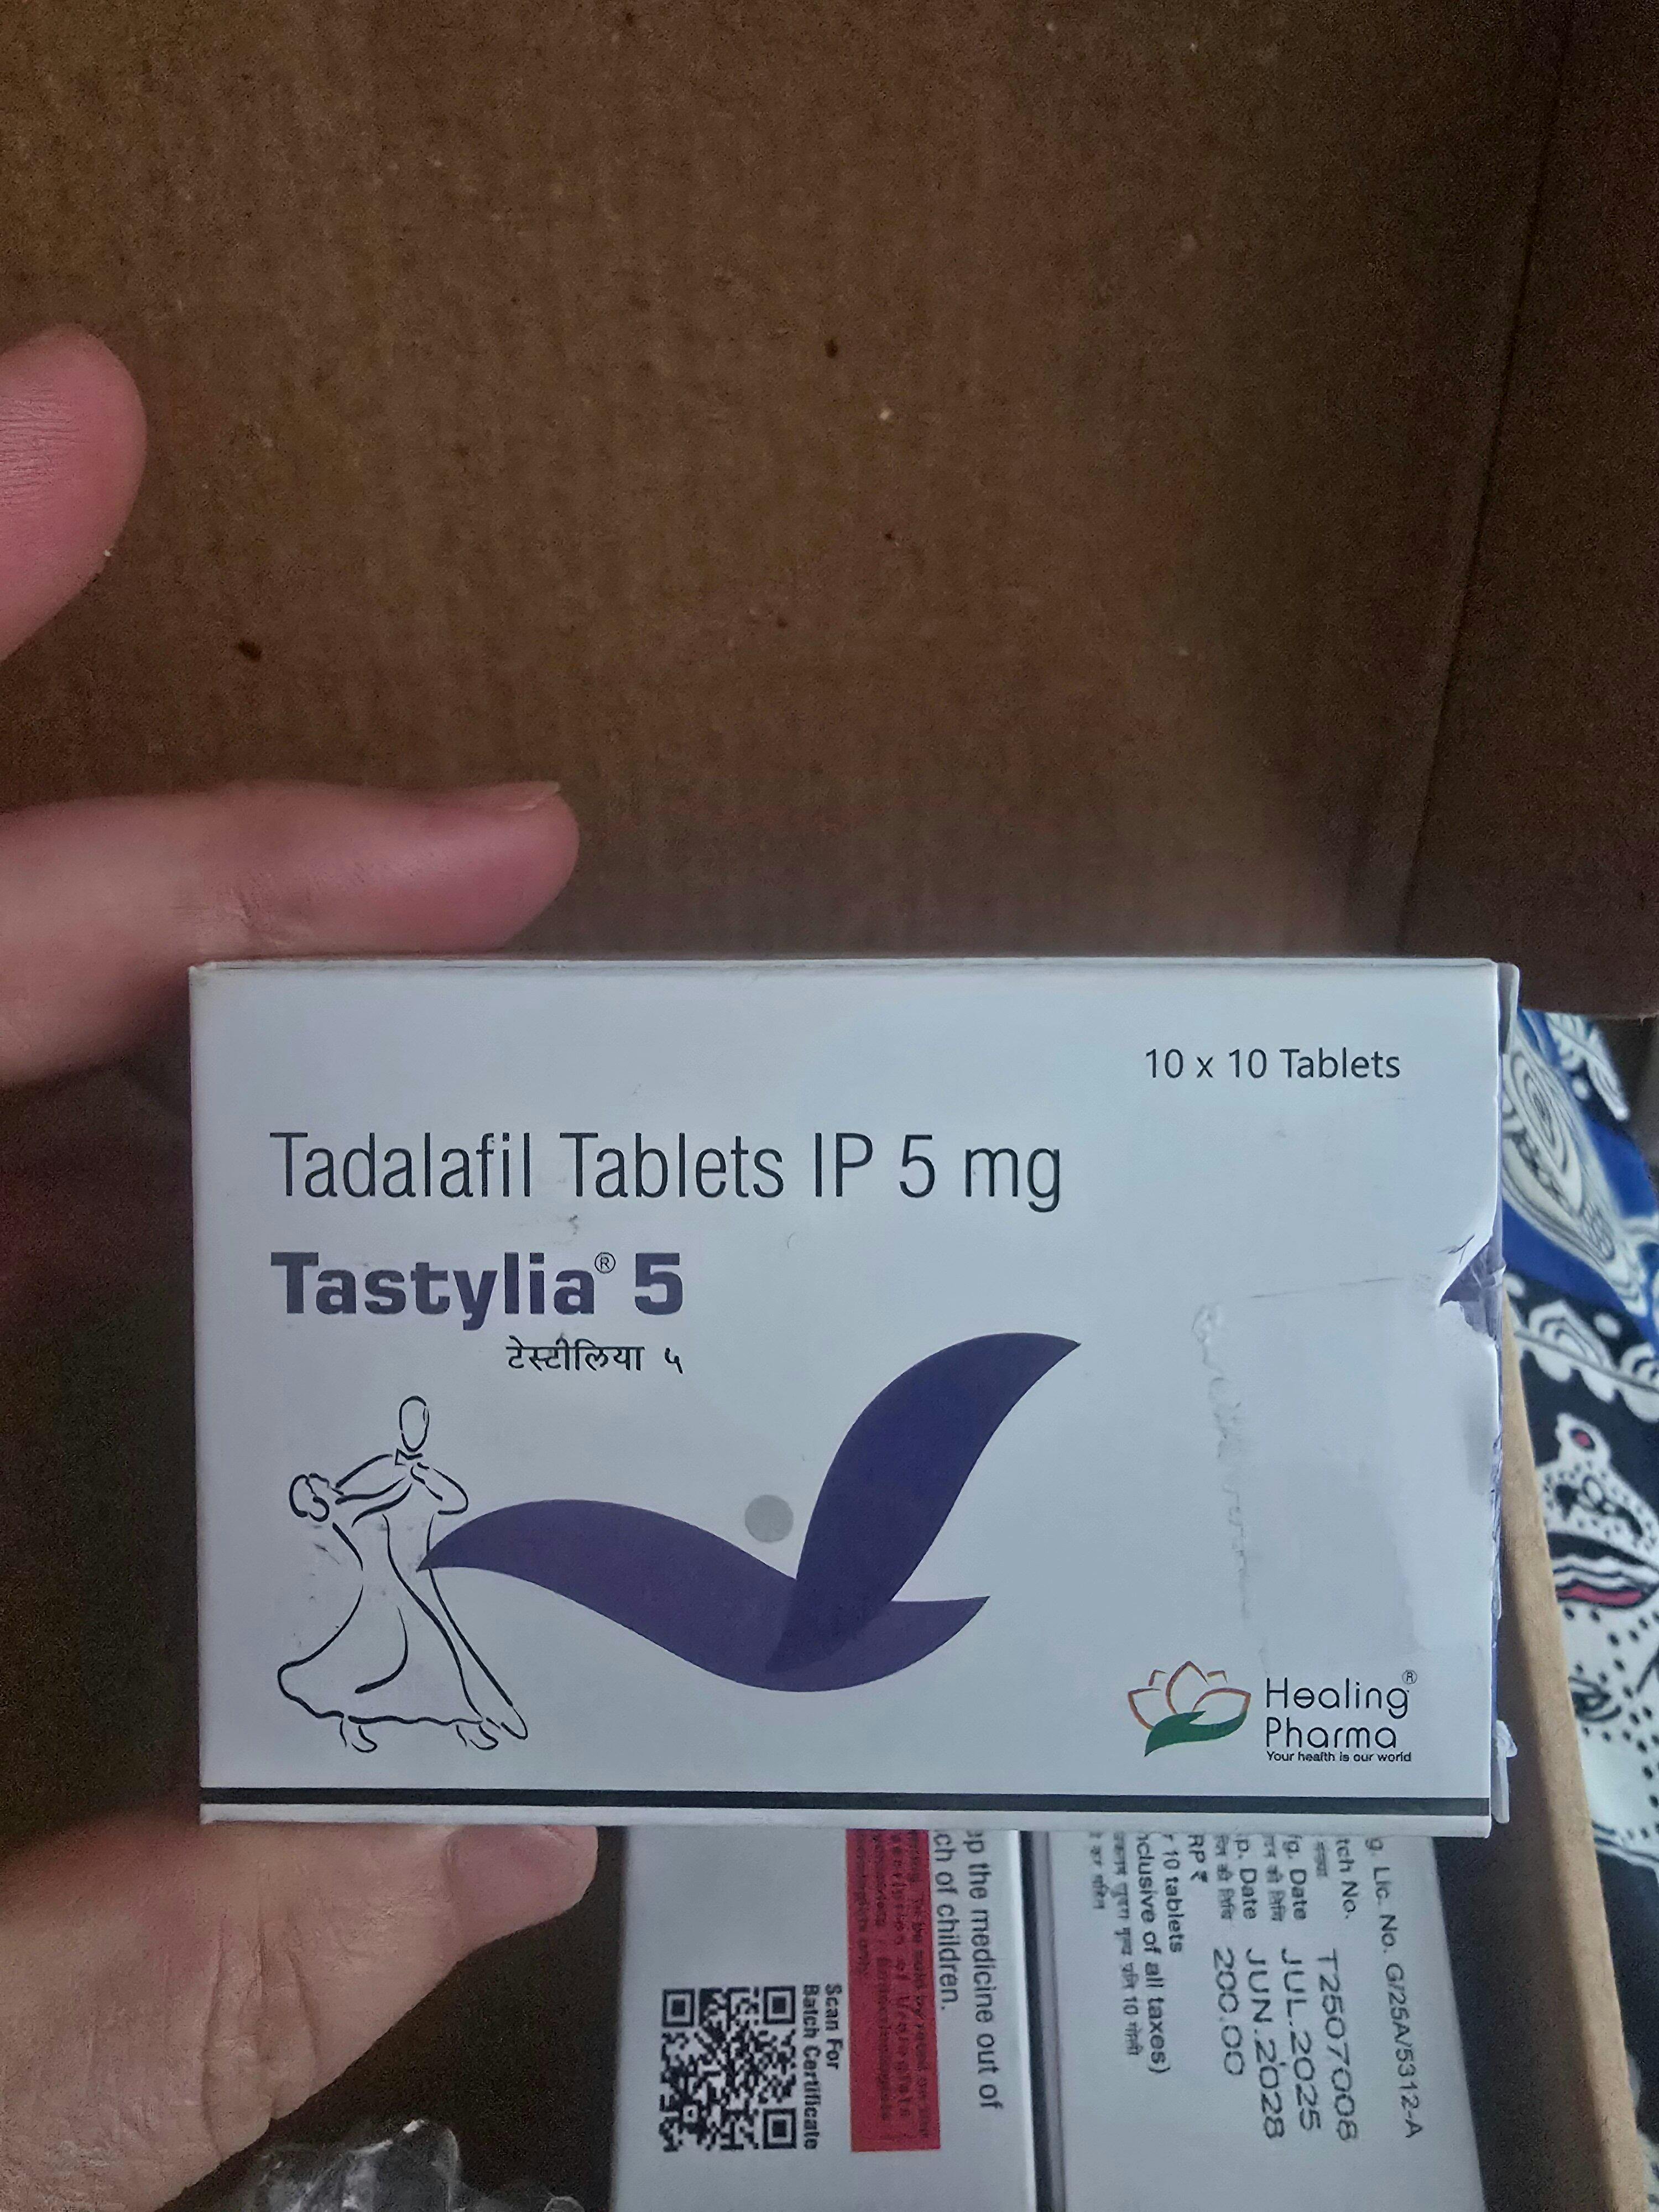 10 x 10 Tablets
Tadalafil Tablets IP 5 mg
Tastylia® 5
टेस्टीलिया ५
Healing®
Pharma
Your health is our world
p the medicine out of
ch of children.
Scan For
Batch Certificate
g. Lic. No. G/25A/5312-A
tch No. T2507008
fg. Date JUL.2025
p. Date JUN.2028
RP ₹ 200.00
r 10 tablets
nclusive of all taxes)